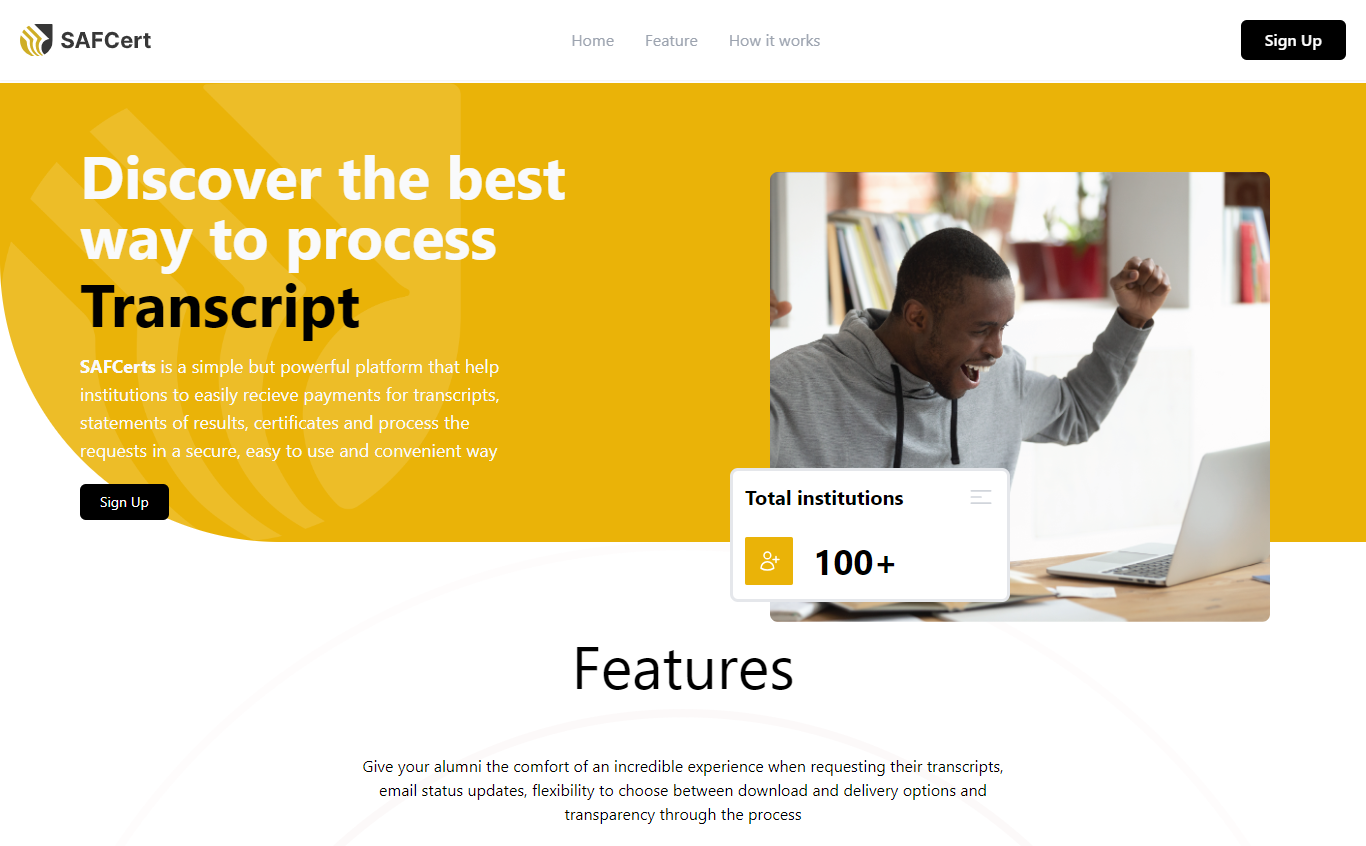 SAFCert
Home
Feature
How it works
Sign Up
Discover the best
way to process
Transcript
SAFCerts is a simple but powerful platform that help
institutions to easily recieve payments for transcripts,
statements of results, certificates and process the
requests in a secure, easy to use and convenient way
Sign Up
Total institutions
100+
Features
Give your alumni the comfort of an incredible experience when requesting their transcripts,
email status updates, flexibility to choose between download and delivery options and
transparency through the process